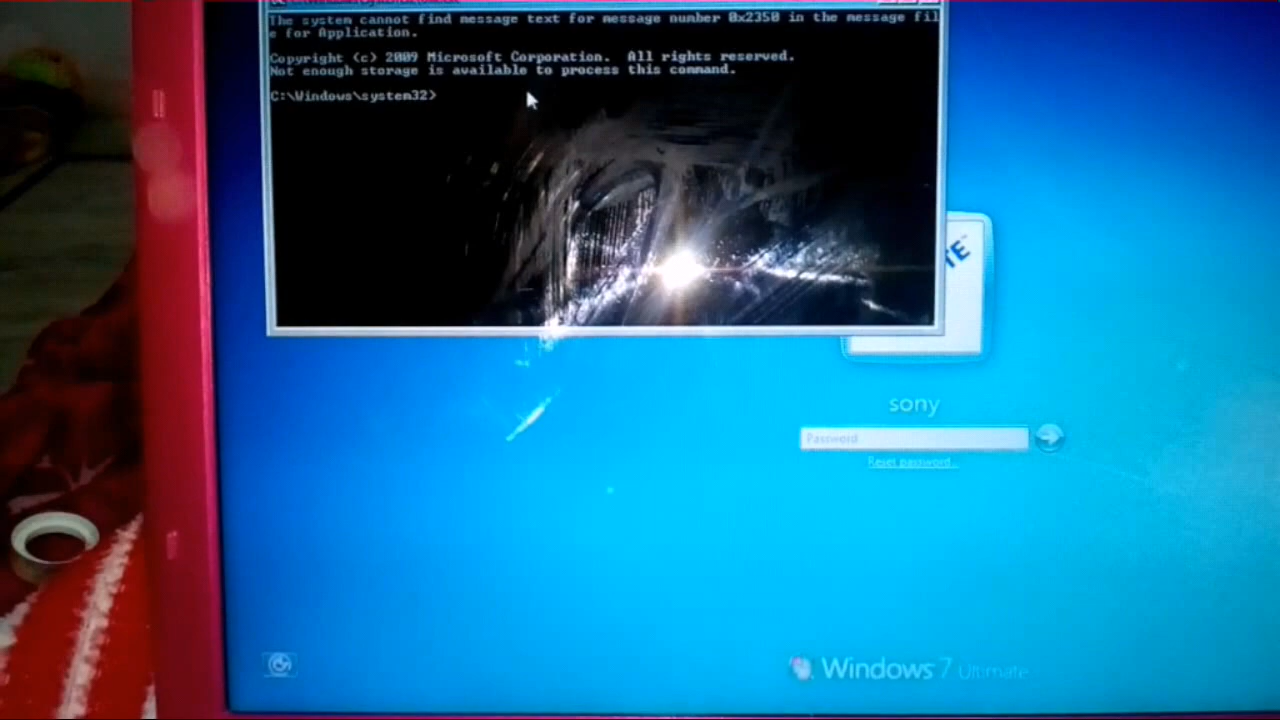 The system cannot find message text for message number 0x2350 in the message fil
e for Application.
Copyright (c) 2009 Microsoft Corporation.  All rights reserved.
Not enough storage is available to process this command.
C:\Windows\system32>
TE
sony
Password
Reset password...
Windows 7 Ultimate